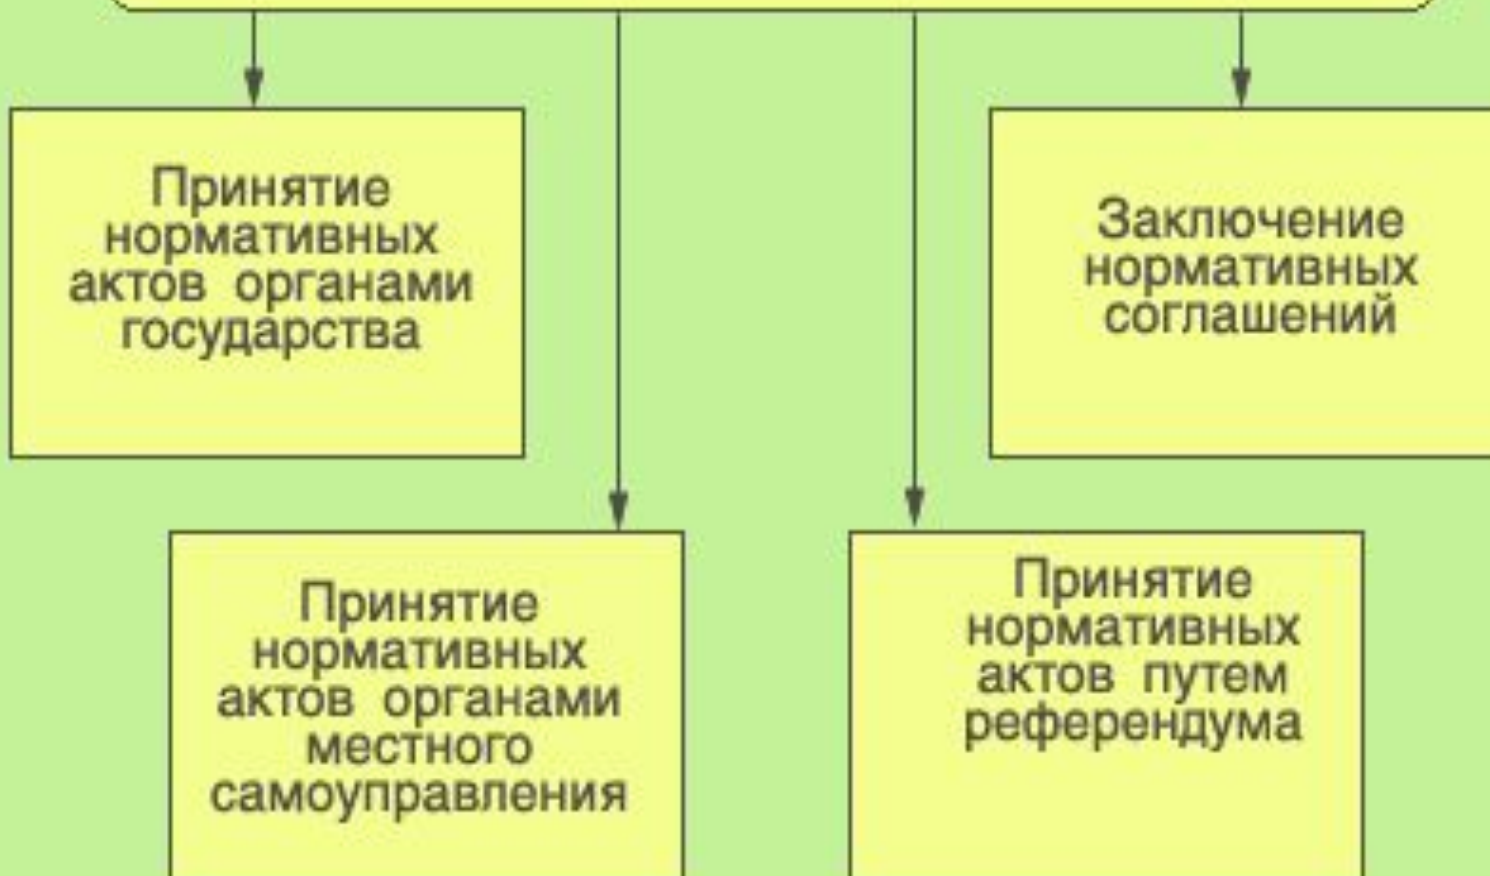 Принятие
нормативных
актов органами
государства
Заключение
нормативных
соглашений
Принятие
нормативных
актов органами
местного
самоуправления
Принятие
нормативных
актов путем
референдума